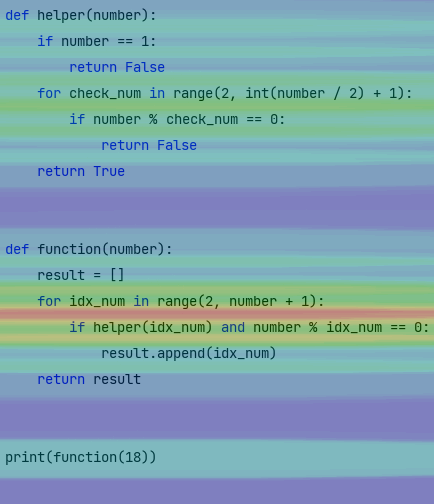 def helper(number):
    if number == 1:
        return False
    for check_num in range(2, int(number / 2) + 1):
        if number % check_num == 0:
            return False
    return True
def function(number):
    result = []
    for idx_num in range(2, number + 1):
        if helper(idx_num) and number % idx_num == 0:
            result.append(idx_num)
    return result
print(function(18))